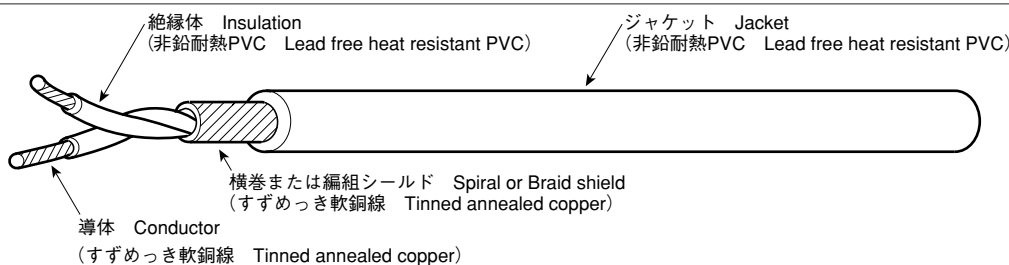 絶縁体 Insulation
(非鉛耐熱PVC Lead free heat resistant PVC)
ジャケット Jacket
(非鉛耐熱PVC Lead free heat resistant PVC)
横巻または編組シールド Spiral or Braid shield
(すずめっき軟銅線 Tinned annealed copper)
導体 Conductor
(すずめっき軟銅線 Tinned annealed copper)